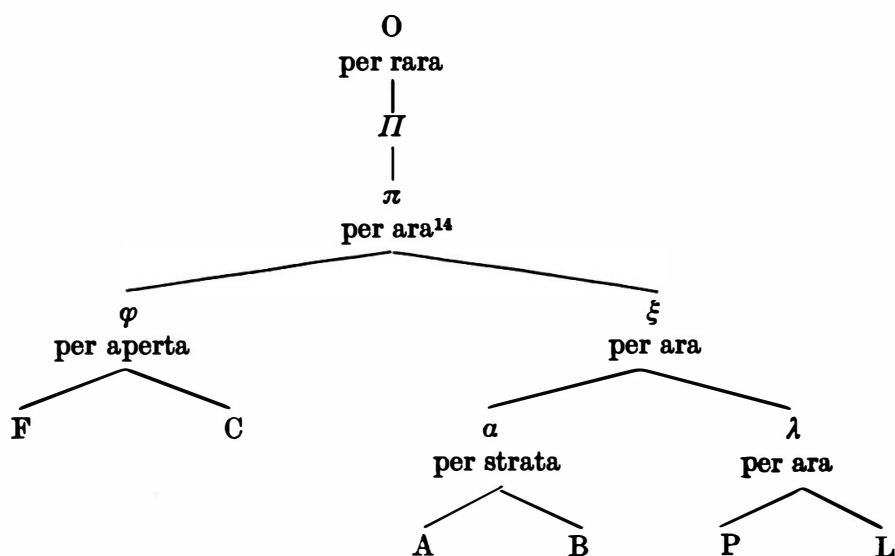 O
per rara
Π
π
per ara¹⁴
φ ξ
per aperta per ara
F C α λ
per strata per ara
A B P L